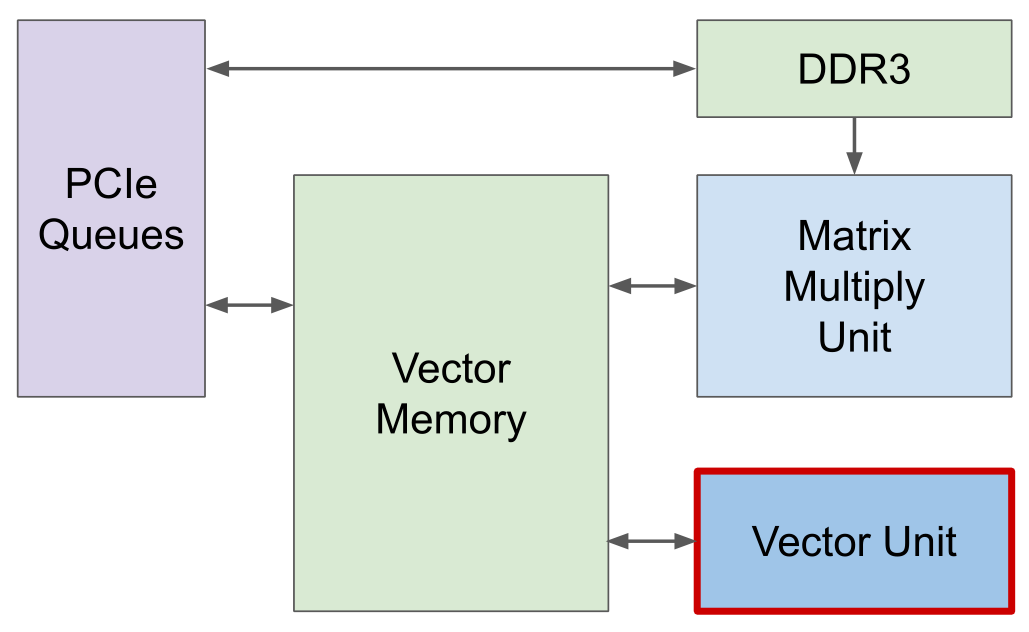 DDR3
PCIe
Queues
Matrix
Multiply
Unit
Vector
Memory
Vector Unit